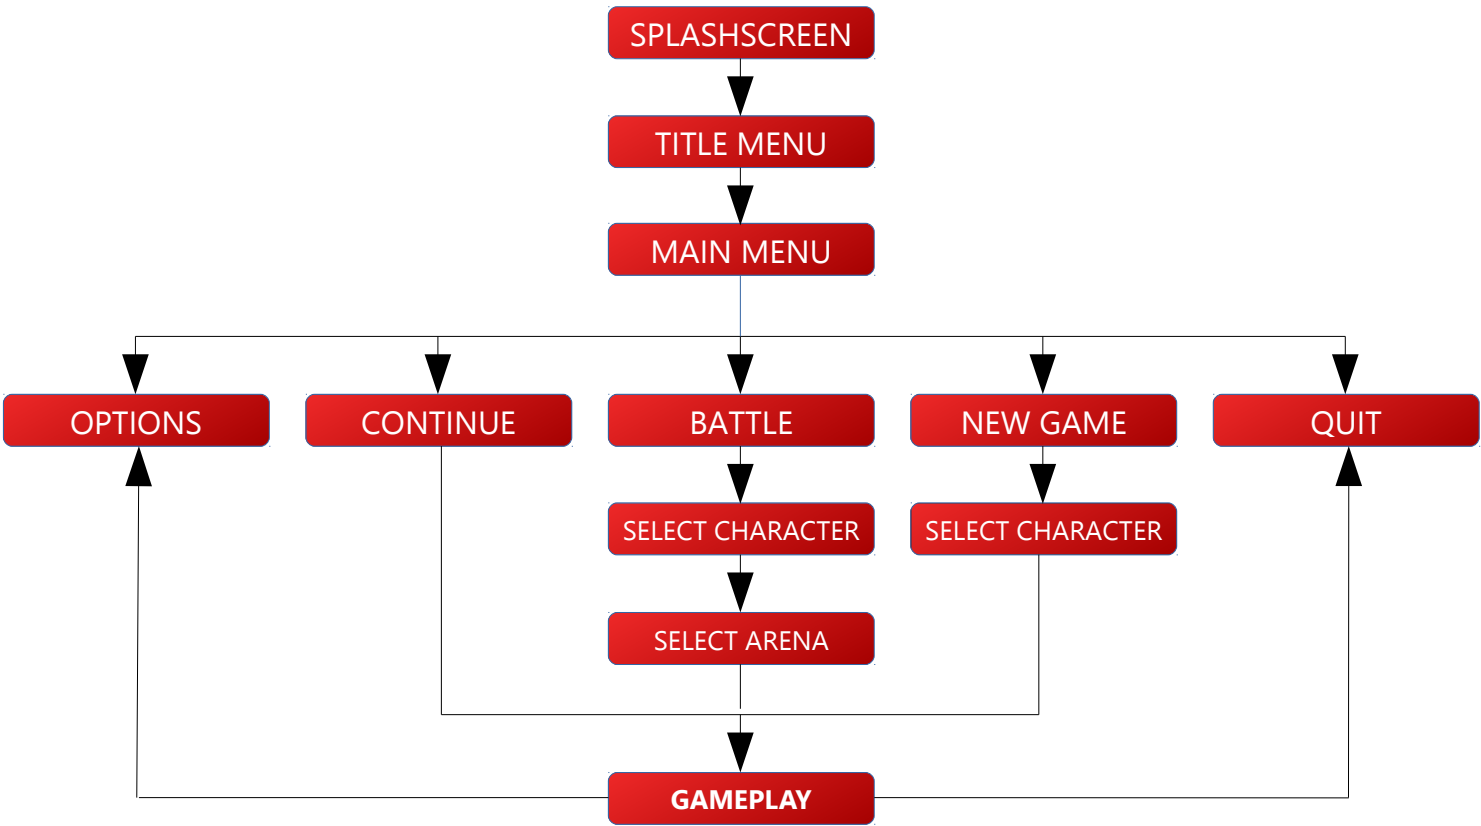 SPLASHSCREEN
TITLE MENU
MAIN MENU
OPTIONS
CONTINUE
BATTLE
NEW GAME
QUIT
SELECT CHARACTER
SELECT CHARACTER
SELECT ARENA
GAMEPLAY